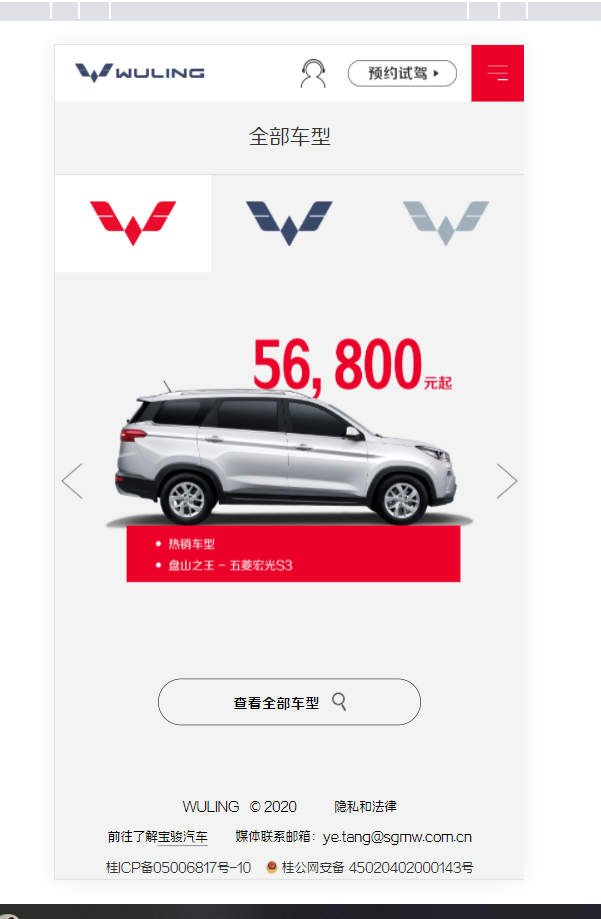 WULING 预约试驾
全部车型
56,800元起
热销车型
盘山之王 - 五菱宏光S3
查看全部车型
WULING © 2020 隐私和法律
前往了解宝骏汽车 媒体联系邮箱：ye.tang@sgmw.com.cn
桂ICP备05006817号-10 桂公网安备 45020402000143号